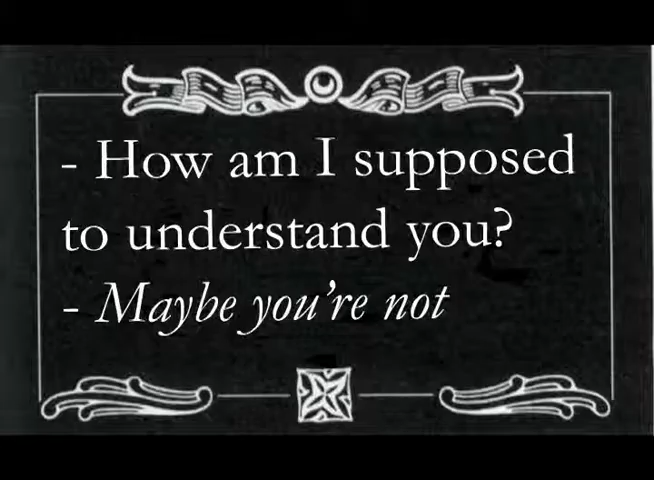 - How am I supposed
to understand you?
- Maybe you're not